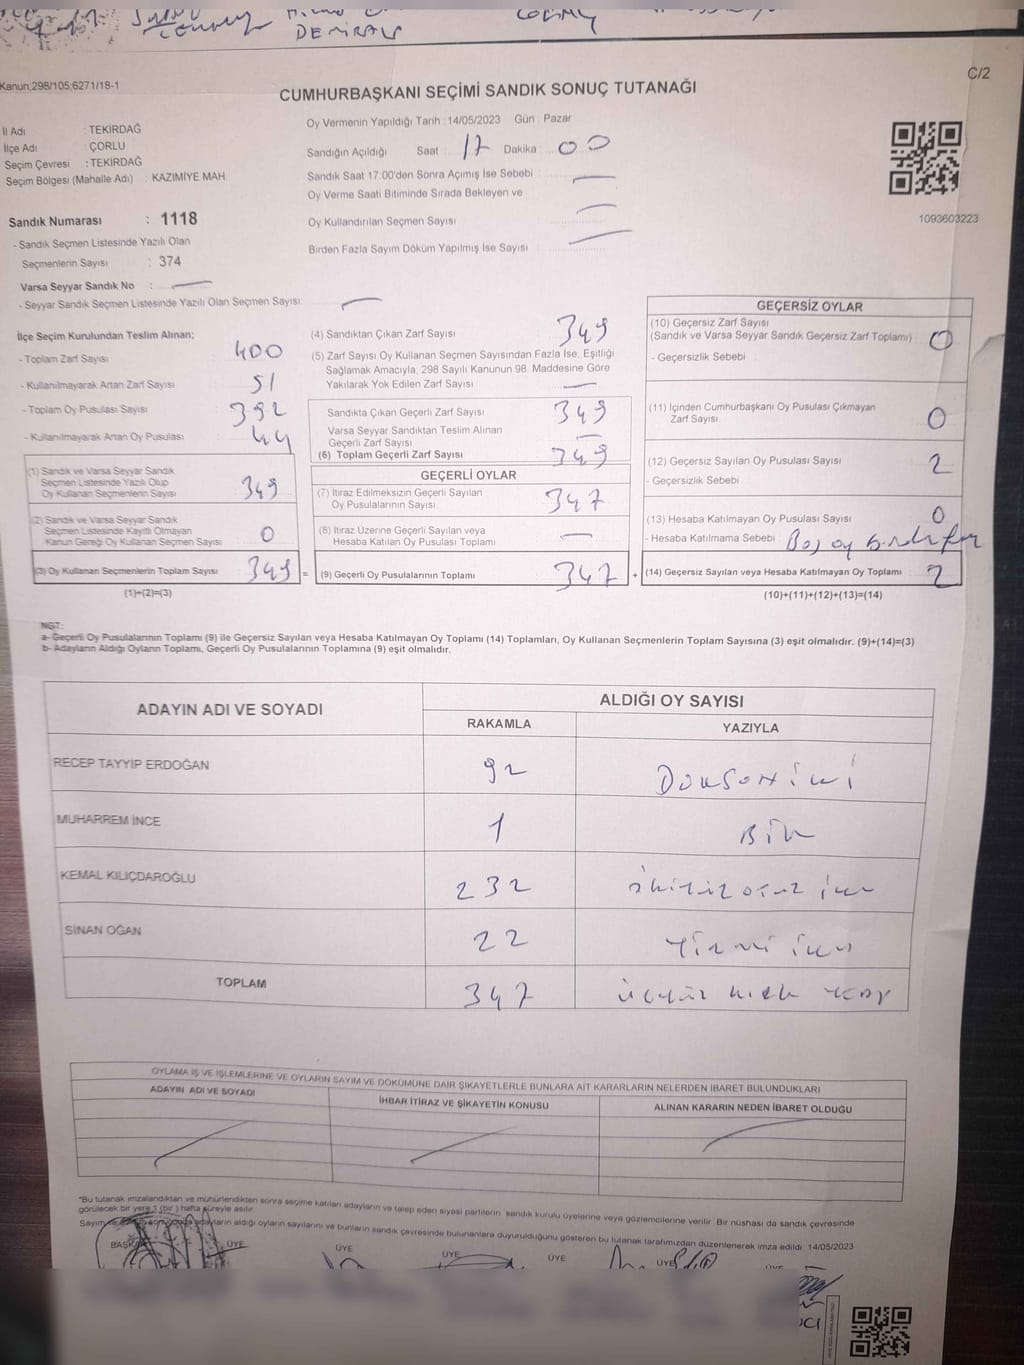 DEMİRAL
Kanun:298/105;6271/18-1
C/2
CUMHURBAŞKANI SEÇİMİ SANDIK SONUÇ TUTANAĞI
İl Adı : TEKİRDAĞ
İlçe Adı : ÇORLU
Seçim Çevresi : TEKİRDAĞ
Seçim Bölgesi (Mahalle Adı) : KAZIMİYE MAH.
Oy Vermenin Yapıldığı Tarih : 14/05/2023 Gün : Pazar
Sandığın Açıldığı Saat : 17 Dakika : 00
Sandık Saat 17:00'den Sonra Açımış İse Sebebi :
Oy Verme Saati Bitiminde Sırada Bekleyen ve
Oy Kullandırılan Seçmen Sayısı :
Birden Fazla Sayım Döküm Yapılmış İse Sayısı :
1093603223
Sandık Numarası : 1118
- Sandık Seçmen Listesinde Yazılı Olan
Seçmenlerin Sayısı : 374
Varsa Seyyar Sandık No :
- Seyyar Sandık Seçmen Listesinde Yazılı Olan Seçmen Sayısı:
İlçe Seçim Kurulundan Teslim Alınan;
- Toplam Zarf Sayısı 400
- Kullanılmayarak Artan Zarf Sayısı 51
- Toplam Oy Pusulası Sayısı 392
- Kullanılmayarak Artan Oy Pusulası 44
(1) Sandık ve Varsa Seyyar Sandık
Seçmen Listesinde Yazılı Olup
Oy Kullanan Seçmenlerin Sayısı 349
(2) Sandık ve Varsa Seyyar Sandık
Seçmen Listesinde Kayıtlı Olmayan
Kanun Gereği Oy Kullanan Seçmen Sayısı 0
(3) Oy Kullanan Seçmenlerin Toplam Sayısı 349
(1)+(2)=(3)
(4) Sandıktan Çıkan Zarf Sayısı 349
(5) Zarf Sayısı Oy Kullanan Seçmen Sayısından Fazla İse, Eşitliği
Sağlamak Amacıyla, 298 Sayılı Kanunun 98. Maddesine Göre
Yakılarak Yok Edilen Zarf Sayısı
Sandıkta Çıkan Geçerli Zarf Sayısı 349
Varsa Seyyar Sandıktan Teslim Alınan
Geçerli Zarf Sayısı
(6) Toplam Geçerli Zarf Sayısı 349
GEÇERLİ OYLAR
(7) İtiraz Edilmeksizin Geçerli Sayılan
Oy Pusulalarının Sayısı 347
(8) İtiraz Üzerine Geçerli Sayılan veya
Hesaba Katılan Oy Pusulası Toplamı
= (9) Geçerli Oy Pusulalarının Toplamı 347
GEÇERSİZ OYLAR
(10) Geçersiz Zarf Sayısı
(Sandık ve Varsa Seyyar Sandık Geçersiz Zarf Toplamı) 0
- Geçersizlik Sebebi :
(11) İçinden Cumhurbaşkanı Oy Pusulası Çıkmayan
Zarf Sayısı 0
(12) Geçersiz Sayılan Oy Pusulası Sayısı 2
- Geçersizlik Sebebi
(13) Hesaba Katılmayan Oy Pusulası Sayısı 0
- Hesaba Katılmama Sebebi Boş oy
+ (14) Geçersiz Sayılan veya Hesaba Katılmayan Oy Toplamı : 2
(10)+(11)+(12)+(13)=(14)
NOT:
a- Geçerli Oy Pusulalarının Toplamı (9) ile Geçersiz Sayılan veya Hesaba Katılmayan Oy Toplamı (14) Toplamları, Oy Kullanan Seçmenlerin Toplam Sayısına (3) eşit olmalıdır. (9)+(14)=(3)
b- Adayların Aldığı Oyların Toplamı, Geçerli Oy Pusulalarının Toplamına (9) eşit olmalıdır.
ADAYIN ADI VE SOYADI
ALDIĞI OY SAYISI
RAKAMLA YAZIYLA
RECEP TAYYİP ERDOĞAN 92 Doksan iki
MUHARREM İNCE 1 Bir
KEMAL KILIÇDAROĞLU 232 ikiyüz otuz iki
SİNAN OĞAN 22 Yirmi iki
TOPLAM 347 üçyüz kırk yedi
OYLAMA İŞ VE İŞLEMLERİNE VE OYLARIN SAYIM VE DÖKÜMÜNE DAİR ŞİKAYETLERLE BUNLARA AİT KARARLARIN NELERDEN İBARET BULUNDUKLARI
ADAYIN ADI VE SOYADI İHBAR İTİRAZ VE ŞİKAYETİN KONUSU ALINAN KARARIN NEDEN İBARET OLDUĞU
*Bu tutanak imzalandıktan ve mühürlendikten sonra seçime katılan adayların ve talep eden siyasi partilerin sandık kurulu üyelerine veya gözlemcilerine verilir. Bir nüshası da sandık çevresinde
görülecek bir yere 1 (bir ) hafta süreyle asılır.
adayların aldığı oyların sayılarını ve bunların sandık çevresinde bulunanlara duyurulduğunu gösteren bu tutanak tarafımızdan düzenlenerek imza edildi. 14/05/2023
BAŞKAN ÜYE ÜYE ÜYE ÜYE ÜYE ÜYE